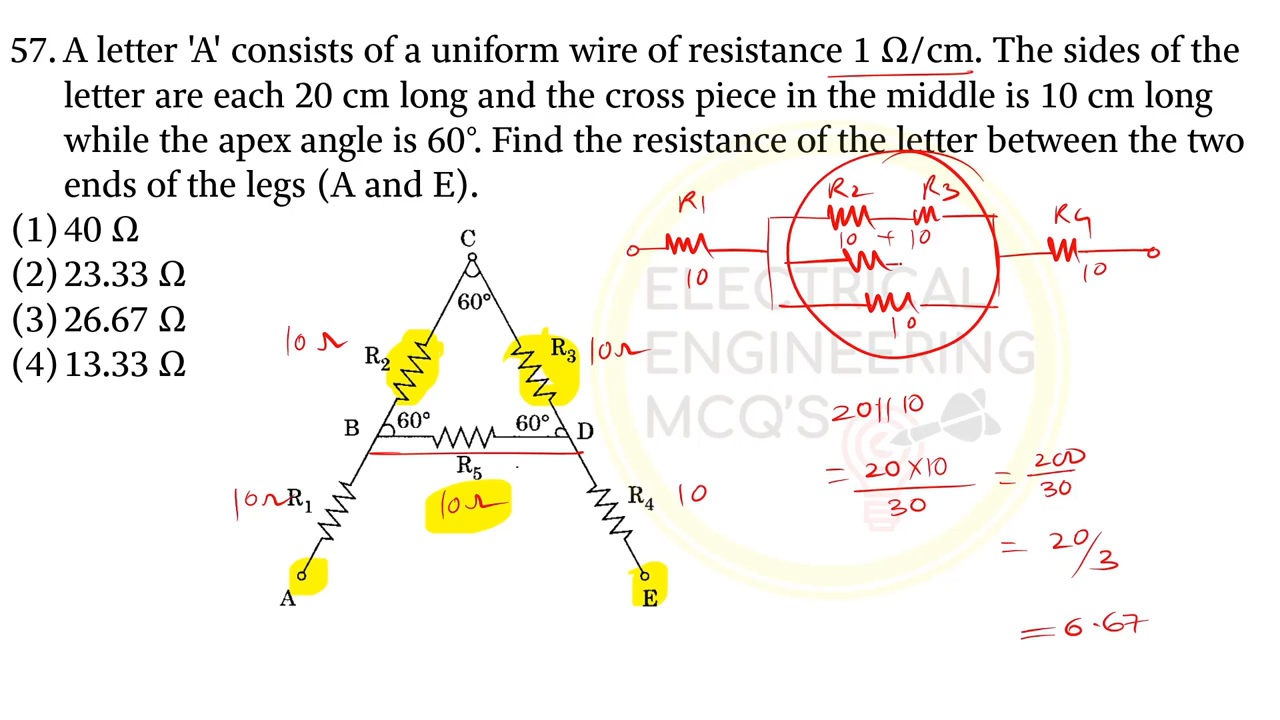 57. A letter 'A' consists of a uniform wire of resistance 1 Ω/cm. The sides of the
letter are each 20 cm long and the cross piece in the middle is 10 cm long
while the apex angle is 60°. Find the resistance of the letter between the two
ends of the legs (A and E).
(1) 40 Ω
(2) 23.33 Ω
(3) 26.67 Ω
(4) 13.33 Ω
C
60°
10 Ω
R2
R3
10Ω
B
60°
60°
D
R5
10Ω
10Ω
R1
R4
10
A
E
R1
R2
R3
R4
10
10 + 10
10
10
ELECTRICAL
ENGINEERING
MCQ'S
20||10
= 20×10/30 = 200/30
= 20/3
= 6.67